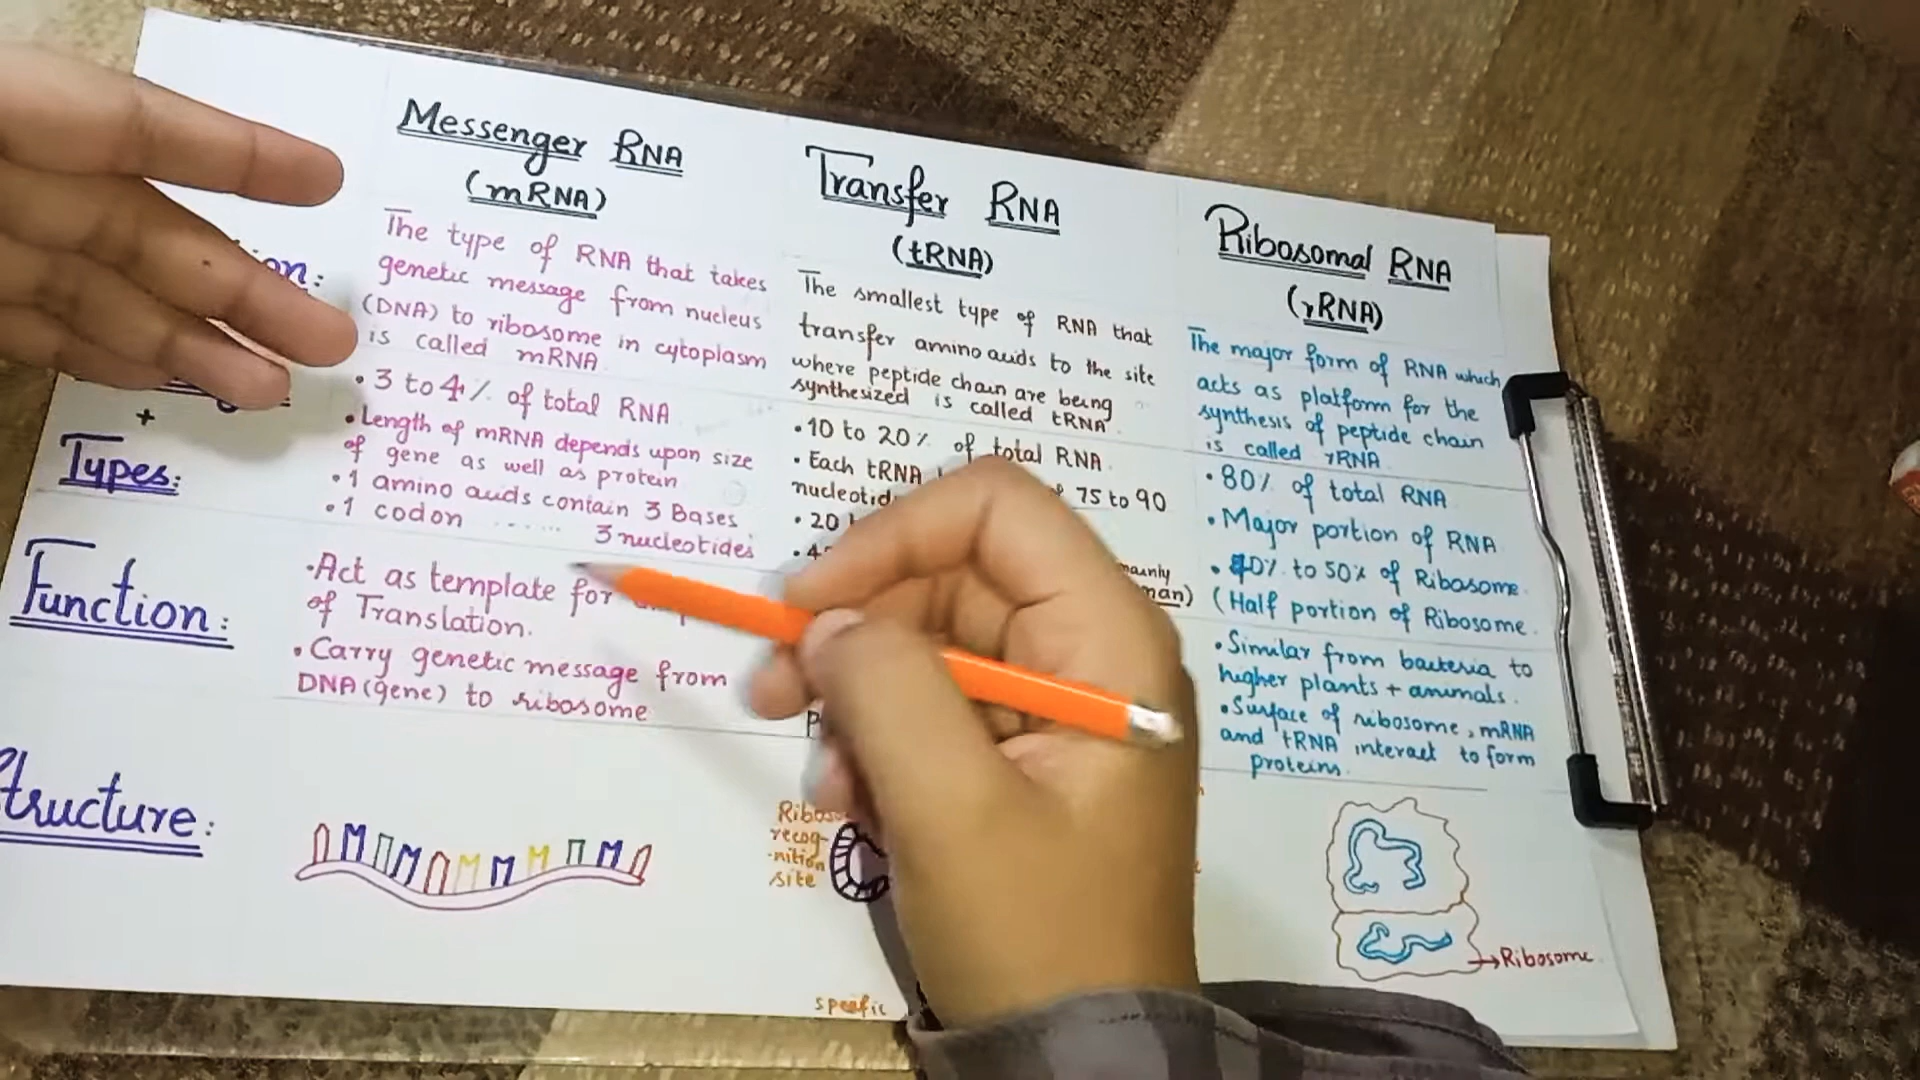 Messenger RNA
(mRNA)
The type of RNA that takes
genetic message from nucleus
(DNA) to ribosome in cytoplasm
is called mRNA
• 3 to 4% of total RNA
• Length of mRNA depends upon size
of gene as well as protein
• 1 amino auds contain 3 Bases
• 1 codon ...... 3 nucleotides
• Act as template for
of Translation.
• Carry genetic message from
DNA (gene) to ribosome
Transfer RNA
(tRNA)
The smallest type of RNA that
transfer amino auds to the site
where peptide chain are being
synthesized is called tRNA
• 10 to 20% of total RNA
• Each tRNA 75 to 90
• 20
mainly
Ribosomal RNA
(rRNA)
The major form of RNA which
acts as platform for the
synthesis of peptide chain
is called rRNA
• 80% of total RNA
• Major portion of RNA
• 40% to 50% of Ribosome
(Half portion of Ribosome.
• Similar from bacteria to
higher plants + animals.
• Surface of ribosome, mRNA
and tRNA interact to form
proteins.
+
Types:
Function:
Structure:
recog-
-nition
site
specific
→ Ribosome